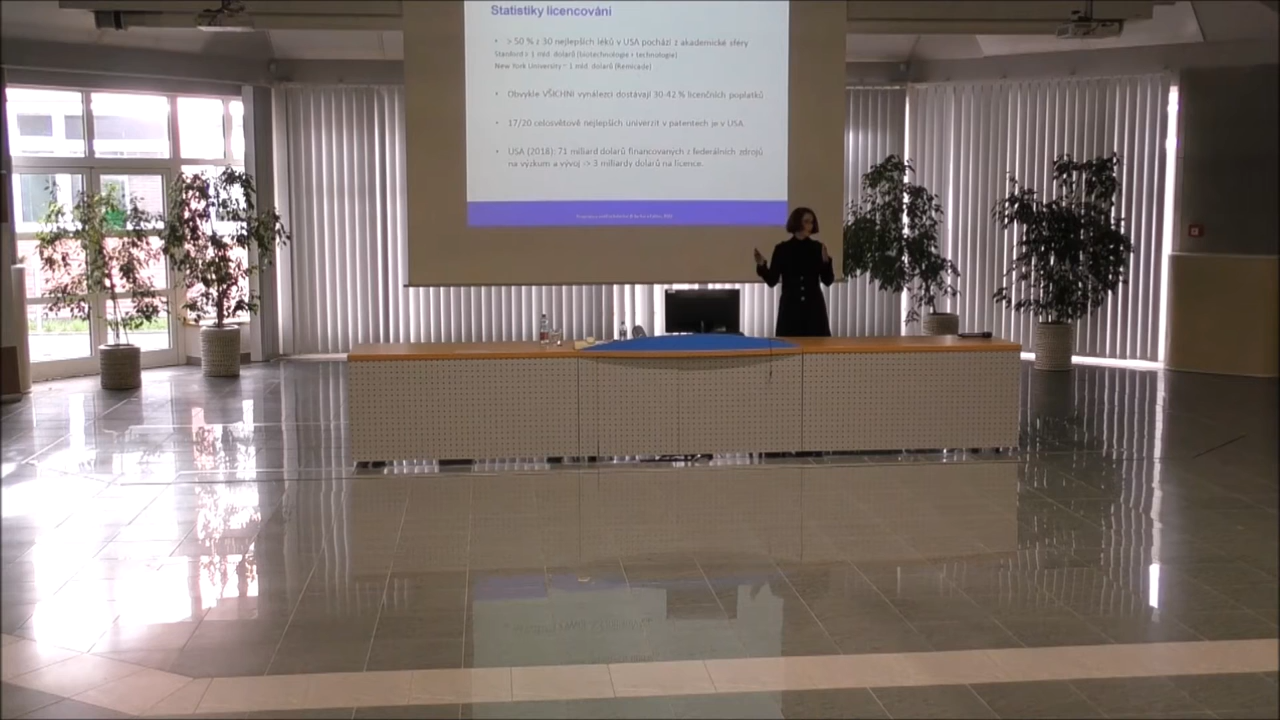 Statistiky licencování
• > 50 % z 30 nejlepších léků v USA pochází z akademické sféry
Stanford = 1 mld. dolarů (biotechnologie + technologie)
New York University ~ 1 mld. dolarů (Remicade)
• Obvykle VŠICHNI vynálezci dostávají 30-42 % licenčních poplatků
• 17/20 celosvětově nejlepších univerzit v patentech je v USA
• USA (2018): 71 miliard dolarů financovaných z federálních zdrojů
na výzkum a vývoj -> 3 miliardy dolarů na licence.